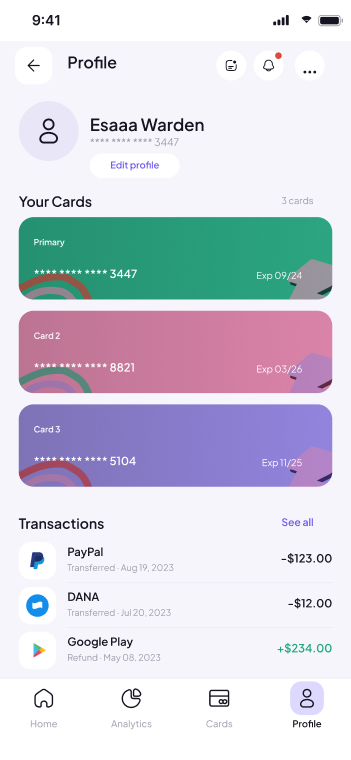 9:41
Profile
Esaaa Warden
**** **** **** 3447
Edit profile
Your Cards
3 cards
Primary
**** **** **** 3447
Exp 09/24
Card 2
**** **** **** 8821
Exp 03/26
Card 3
**** **** **** 5104
Exp 11/25
Transactions
See all
PayPal
-$123.00
Transferred · Aug 19, 2023
DANA
-$12.00
Transferred · Jul 20, 2023
Google Play
+$234.00
Refund · May 08, 2023
Home
Analytics
Cards
Profile